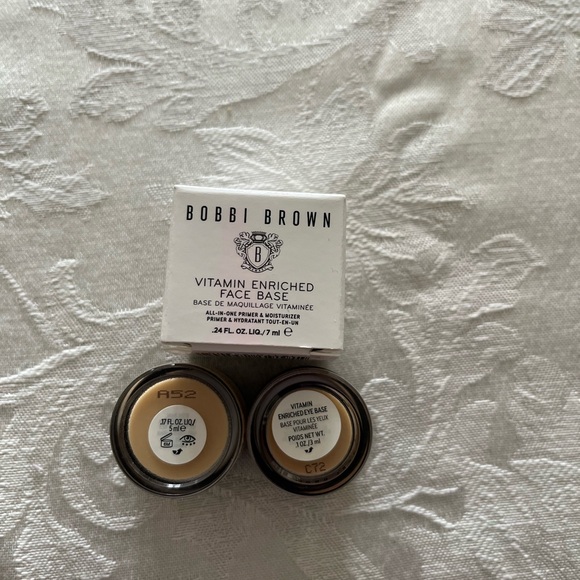 BOBBI BROWN
B
VITAMIN ENRICHED
FACE BASE
BASE DE MAQUILLAGE VITAMINÉE
ALL-IN-ONE PRIMER & MOISTURIZER
PRIMER & HYDRATANT TOUT-EN-UN
.24 FL. OZ. LIQ./7 ml ℮
A52
.17 FL. OZ. LIQ./
5 ml ℮
VITAMIN
ENRICHED EYE BASE
BASE POUR LES YEUX
VITAMINÉE
POIDS NET WT.
.1 OZ./3 ml
C72